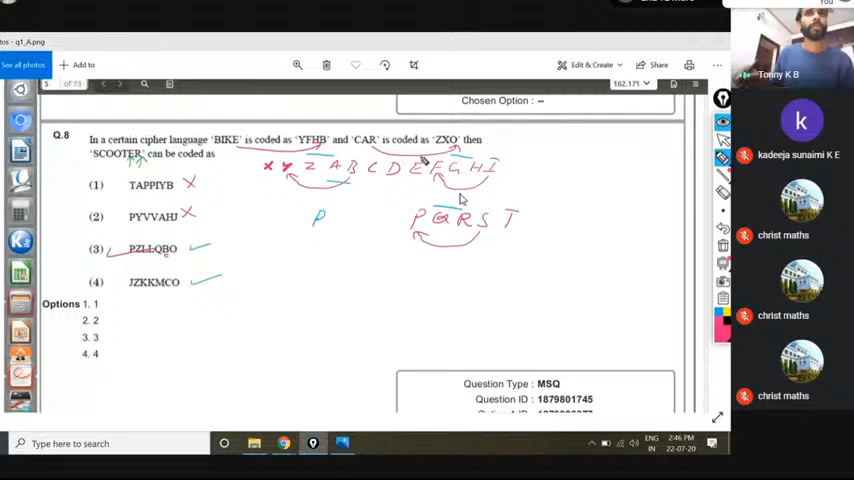 tos - q1_A.png
See all photos
Add to
Edit & Create
5 of 73
162.171
Chosen Option : --
Q.8 In a certain cipher language 'BIKE' is coded as 'YFHB' and 'CAR' is coded as 'ZXO' then
'SCOOTER' can be coded as
X Y Z A B C D E F G H I
(1) TAPPIYB X
(2) PYVVAHJ X
P
P Q R S T
(3) PZLLQBO
(4) JZKKMCO
Options 1. 1
2. 2
3. 3
4. 4
Question Type : MSQ
Question ID : 1879801745
You
Tonny K B
k
kadeeja sunaimi K E
christ maths
christ maths
christ maths
Type here to search
ENG
2:46 PM
IN
22-07-20